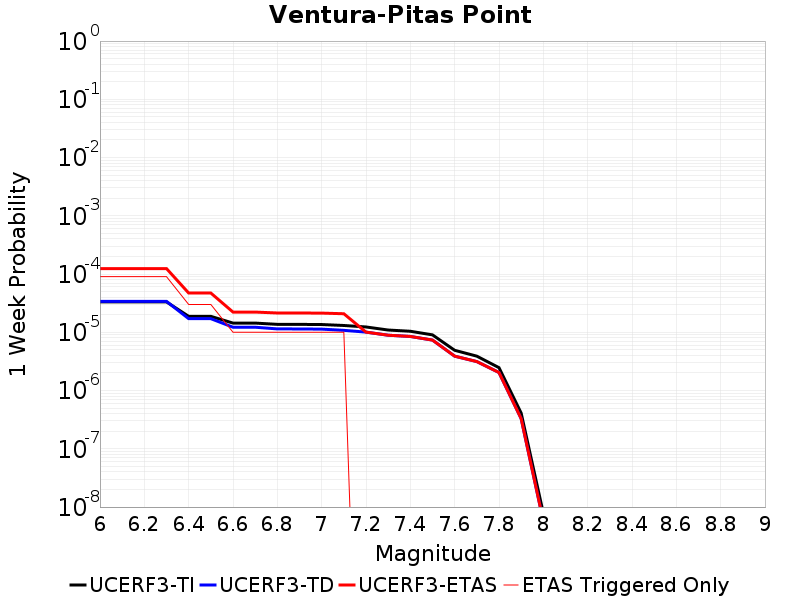 Ventura-Pitas Point
1 Week Probability
10^0
10^-1
10^-2
10^-3
10^-4
10^-5
10^-6
10^-7
10^-8
6 6.2 6.4 6.6 6.8 7 7.2 7.4 7.6 7.8 8 8.2 8.4 8.6 8.8 9
Magnitude
UCERF3-TI UCERF3-TD UCERF3-ETAS ETAS Triggered Only